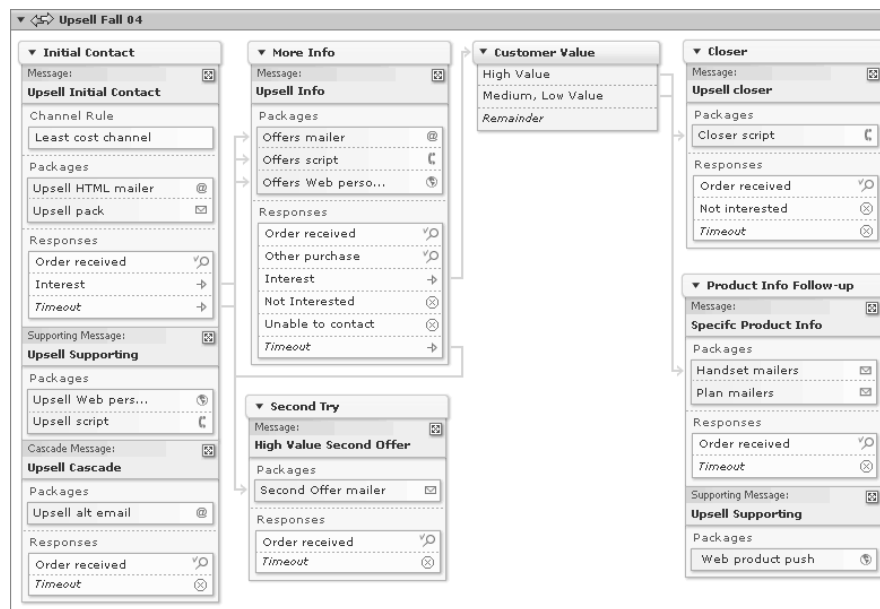 Upsell Fall 04
Initial Contact
Message:
Upsell Initial Contact
Channel Rule
Least cost channel
Packages
Upsell HTML mailer
Upsell pack
Responses
Order received
Interest
Timeout
Supporting Message:
Upsell Supporting
Packages
Upsell Web pers...
Upsell script
Cascade Message:
Upsell Cascade
Packages
Upsell alt email
Responses
Order received
Timeout
More Info
Message:
Upsell Info
Packages
Offers mailer
Offers script
Offers Web perso...
Responses
Order received
Other purchase
Interest
Not Interested
Unable to contact
Timeout
Second Try
Message:
High Value Second Offer
Packages
Second Offer mailer
Responses
Order received
Timeout
Customer Value
High Value
Medium, Low Value
Remainder
Closer
Message:
Upsell closer
Packages
Closer script
Responses
Order received
Not interested
Timeout
Product Info Follow-up
Message:
Specifc Product Info
Packages
Handset mailers
Plan mailers
Responses
Order received
Timeout
Supporting Message:
Upsell Supporting
Packages
Web product push